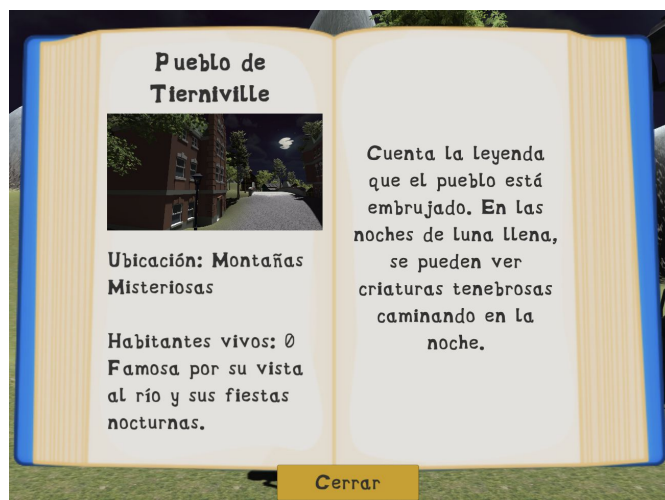 Pueblo de
Tierniville
Ubicación: Montañas
Misteriosas
Habitantes vivos: 0
Famosa por su vista
al río y sus fiestas
nocturnas.
Cuenta la leyenda
que el pueblo está
embrujado. En las
noches de luna llena,
se pueden ver
criaturas tenebrosas
caminando en la
noche.
Cerrar